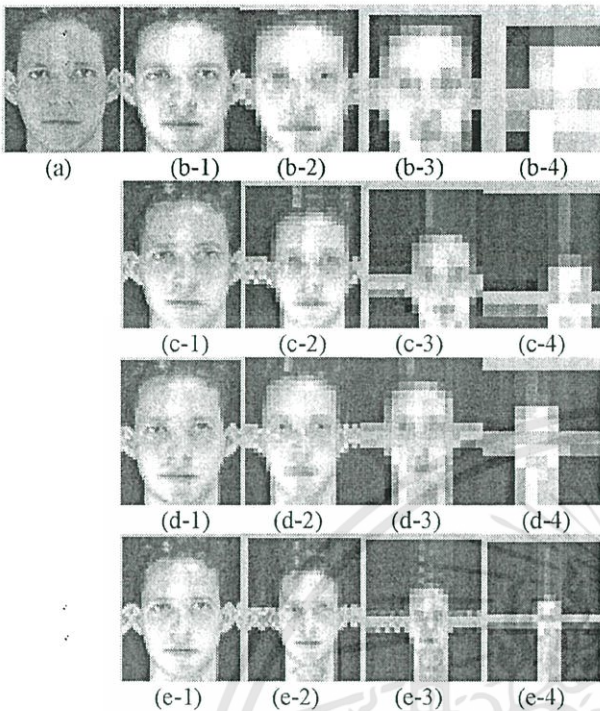 (a) (b-1) (b-2) (b-3) (b-4)
(c-1) (c-2) (c-3) (c-4)
(d-1) (d-2) (d-3) (d-4)
(e-1) (e-2) (e-3) (e-4)